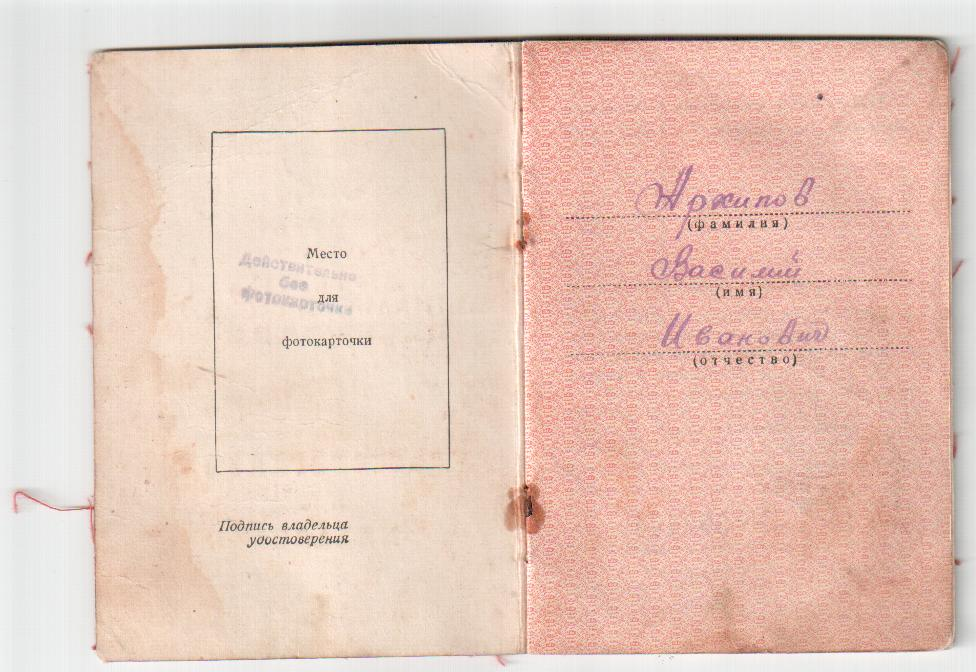 Место
для
фотокарточки
Действительно
без
фотокарточки
Подпись владельца
удостоверения
Архипов
(фамилия)
Василий
(имя)
Иванович
(отчество)